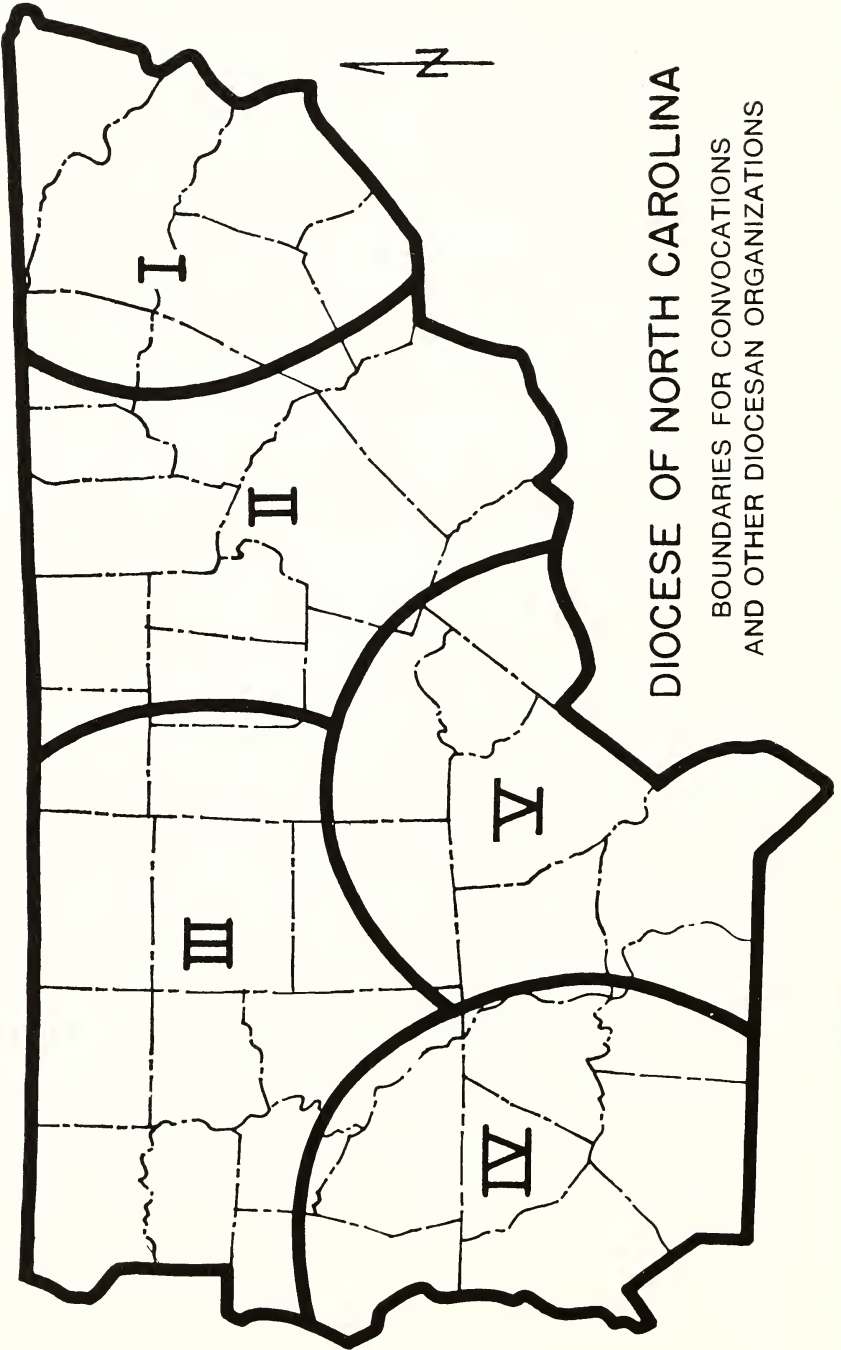 N
I
II
III
IV
V
DIOCESE OF NORTH CAROLINA
BOUNDARIES FOR CONVOCATIONS
AND OTHER DIOCESAN ORGANIZATIONS